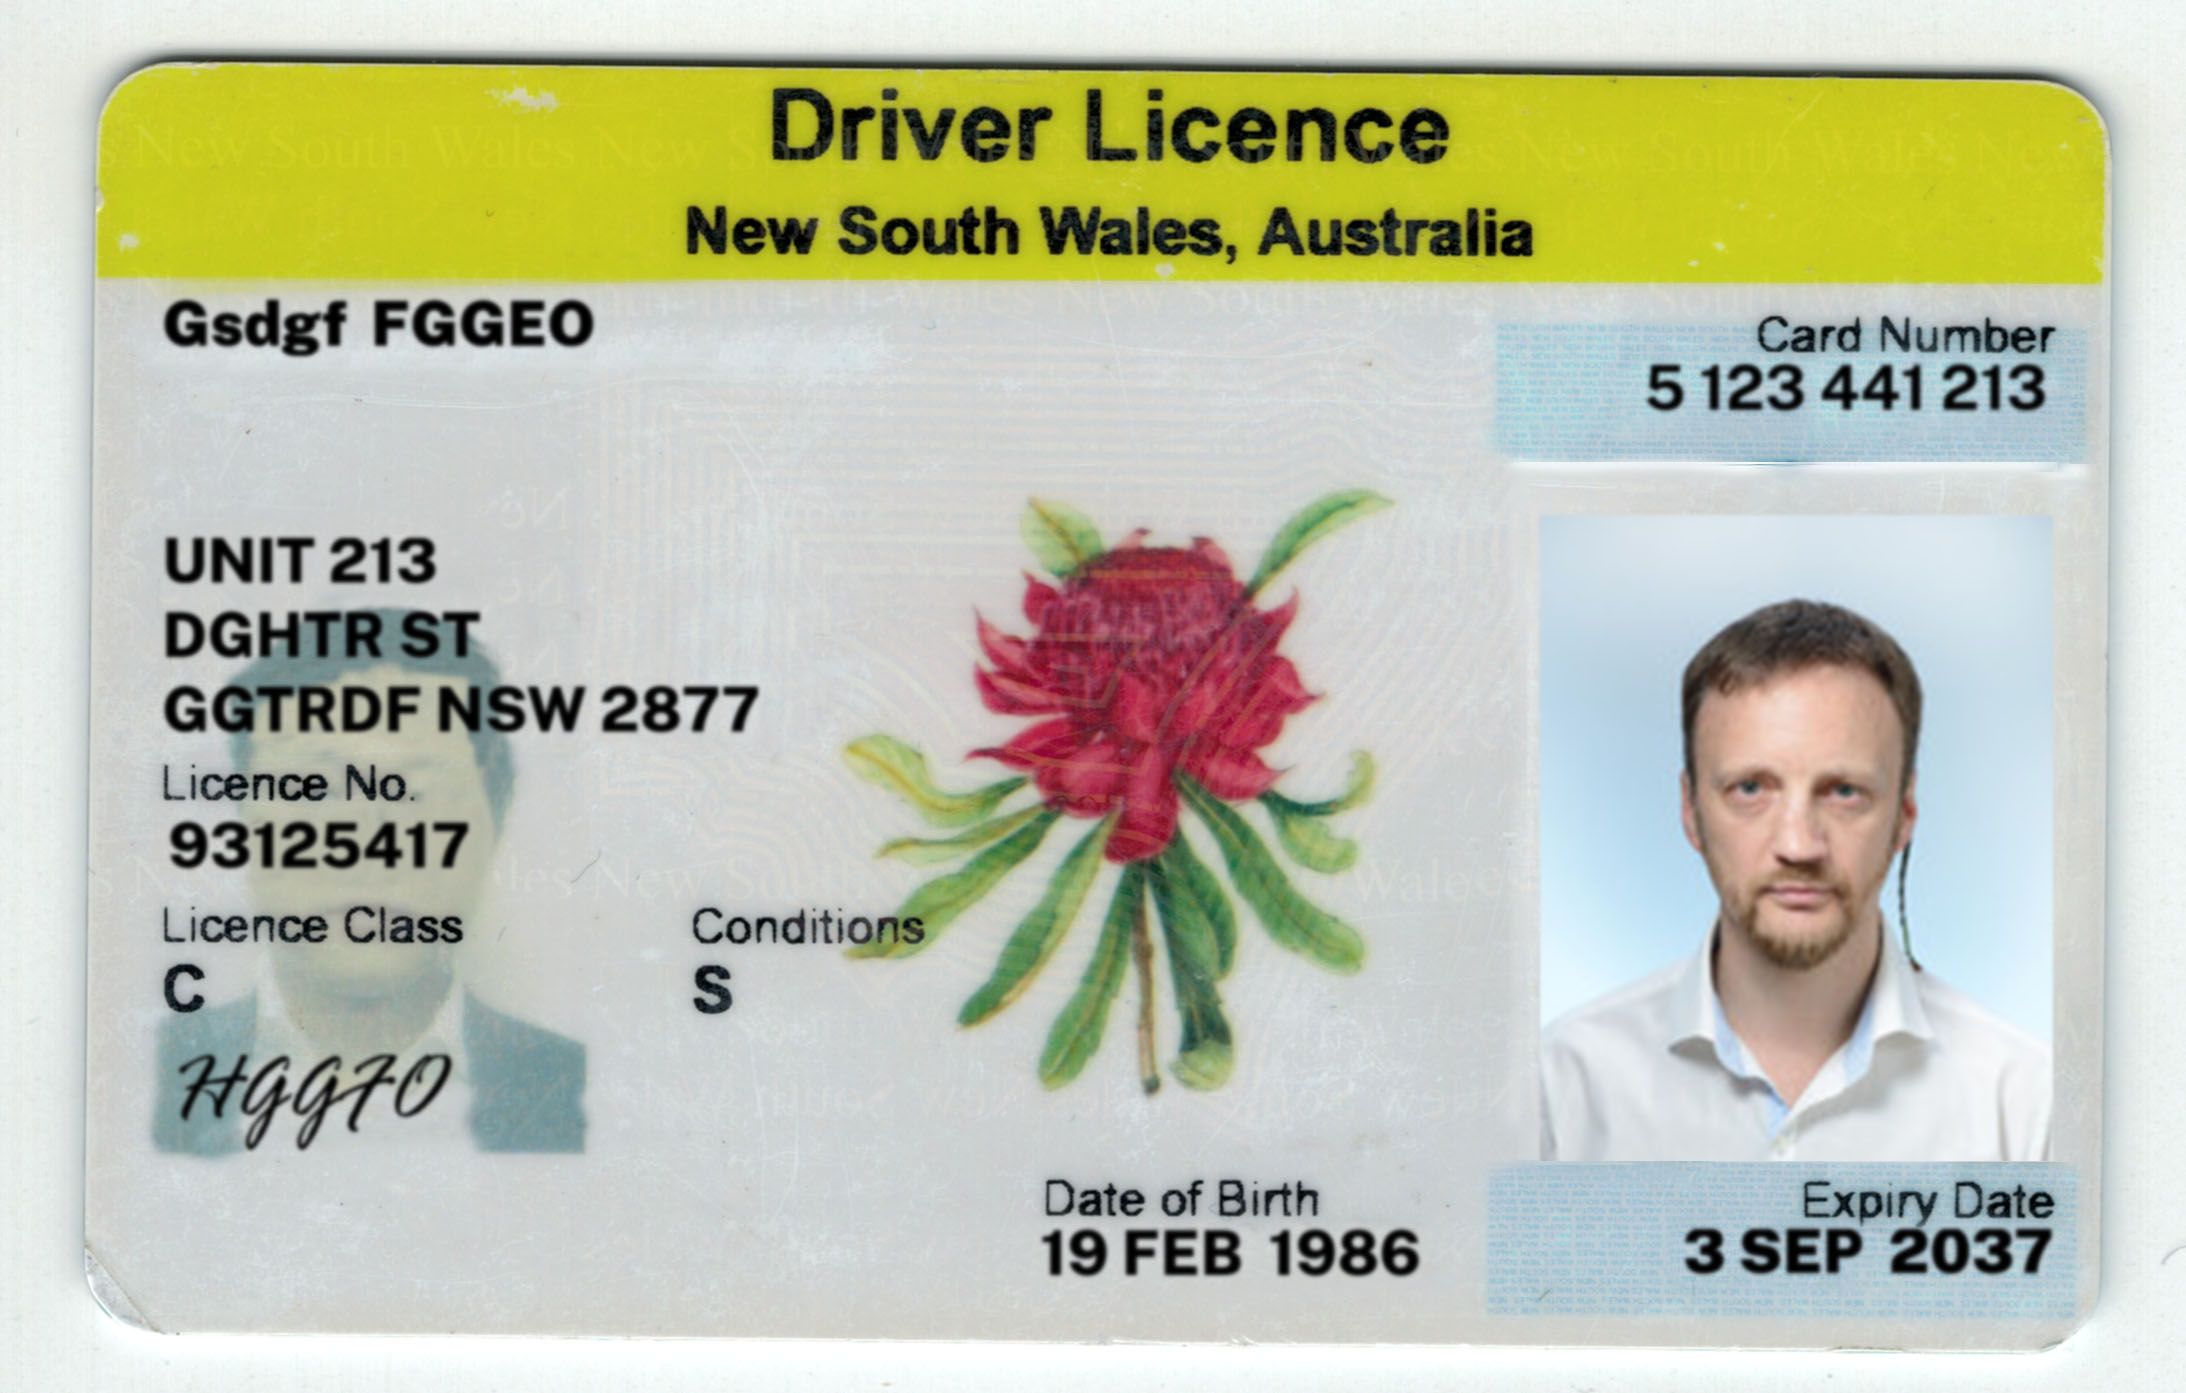 Driver Licence
New South Wales, Australia
Gsdgf FGGEO
Card Number
5 123 441 213
UNIT 213
DGHTR ST
GGTRDF NSW 2877
Licence No.
93125417
Licence Class
Conditions
C
S
HGGFO
Date of Birth
19 FEB 1986
Expiry Date
3 SEP 2037